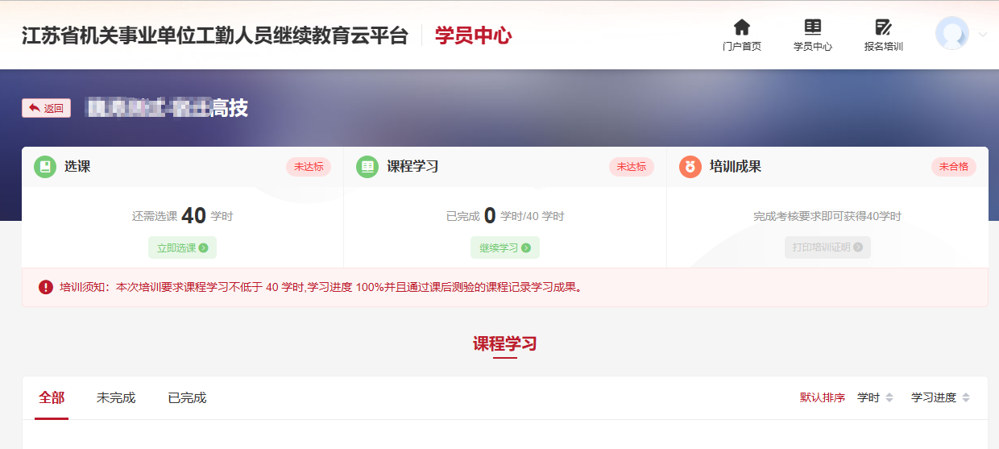 江苏省机关事业单位工勤人员继续教育云平台 学员中心
门户首页 学员中心 报名培训
返回 高技
选课 未达标 课程学习 未达标 培训成果 未合格
还需选课 40 学时 已完成 0 学时/40 学时 完成考核要求即可获得40学时
立即选课 继续学习 打印培训证明
培训须知：本次培训要求课程学习不低于 40 学时,学习进度 100%并且通过课后测验的课程记录学习成果。
课程学习
全部 未完成 已完成 默认排序 学时 学习进度